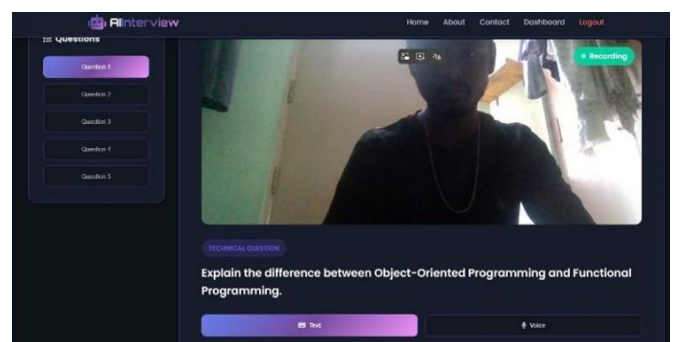 AIInterview
Home About Contact Dashboard Logout
Questions
Question 1
Question 2
Question 3
Question 4
Question 5
Recording
TECHNICAL QUESTION
Explain the difference between Object-Oriented Programming and Functional
Programming.
Text
Voice